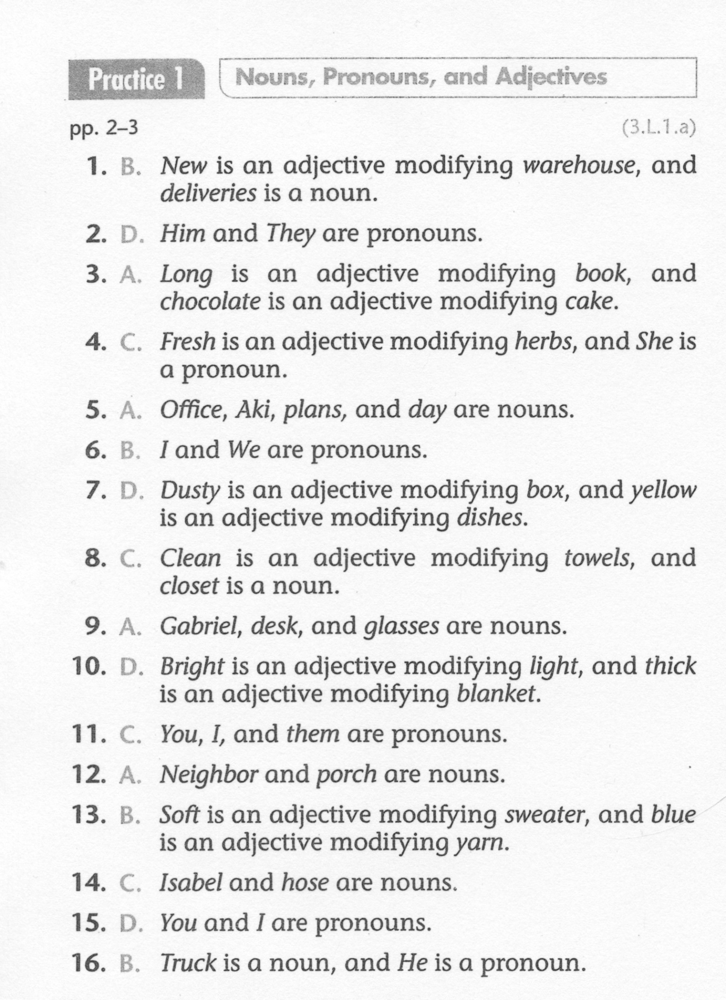 Practice 1 Nouns, Pronouns, and Adjectives
pp. 2–3 (3.L.1.a)
1. B. New is an adjective modifying warehouse, and
deliveries is a noun.
2. D. Him and They are pronouns.
3. A. Long is an adjective modifying book, and
chocolate is an adjective modifying cake.
4. C. Fresh is an adjective modifying herbs, and She is
a pronoun.
5. A. Office, Aki, plans, and day are nouns.
6. B. I and We are pronouns.
7. D. Dusty is an adjective modifying box, and yellow
is an adjective modifying dishes.
8. C. Clean is an adjective modifying towels, and
closet is a noun.
9. A. Gabriel, desk, and glasses are nouns.
10. D. Bright is an adjective modifying light, and thick
is an adjective modifying blanket.
11. C. You, I, and them are pronouns.
12. A. Neighbor and porch are nouns.
13. B. Soft is an adjective modifying sweater, and blue
is an adjective modifying yarn.
14. C. Isabel and hose are nouns.
15. D. You and I are pronouns.
16. B. Truck is a noun, and He is a pronoun.